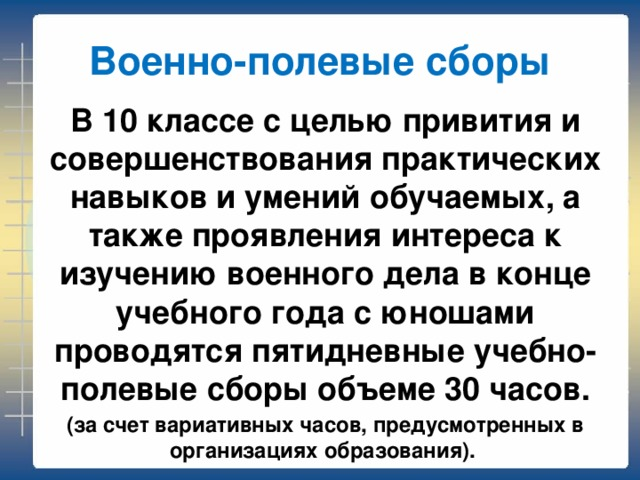 Военно-полевые сборы
В 10 классе с целью привития и
совершенствования практических
навыков и умений обучаемых, а
также проявления интереса к
изучению военного дела в конце
учебного года с юношами
проводятся пятидневные учебно-
полевые сборы объеме 30 часов.
(за счет вариативных часов, предусмотренных в
организациях образования).